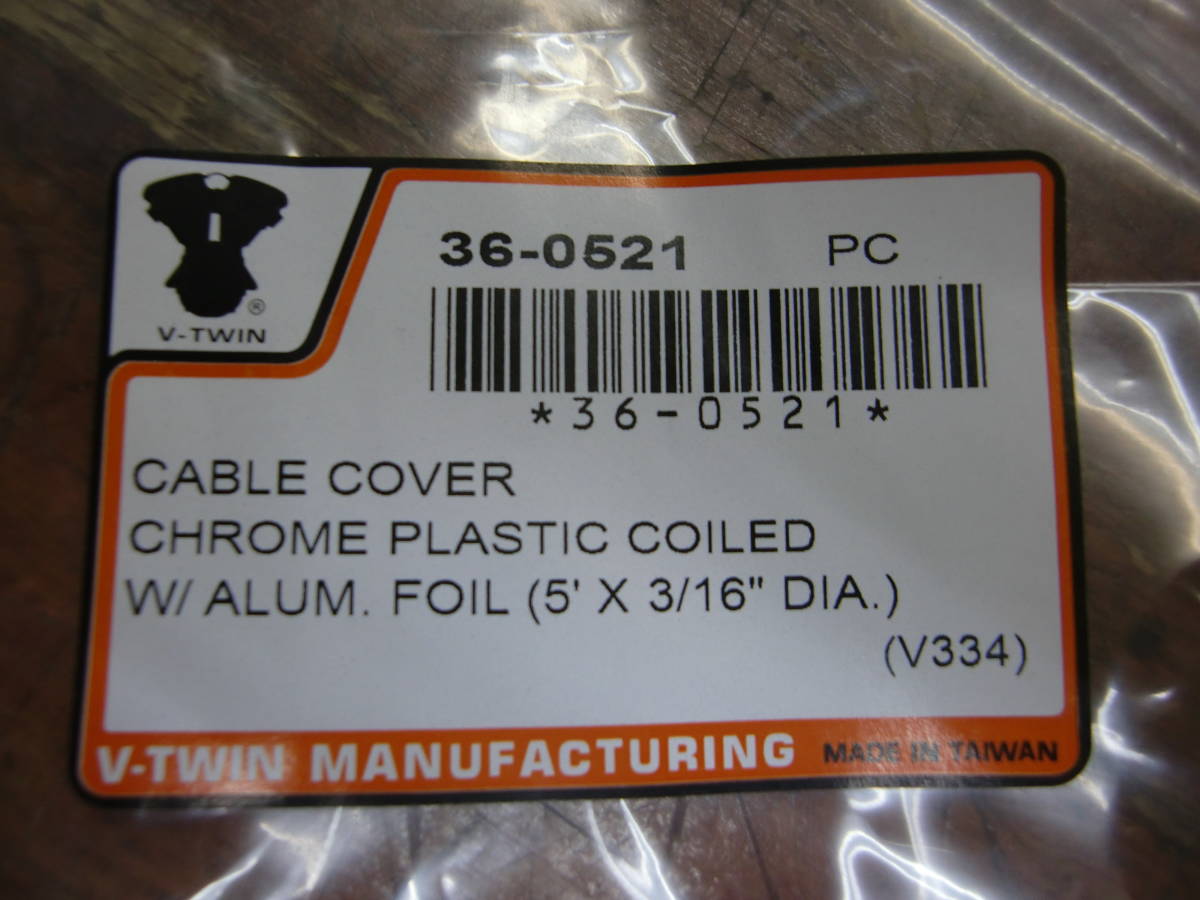 36-0521 PC
®
V-TWIN
*36-0521*
CABLE COVER
CHROME PLASTIC COILED
W/ ALUM. FOIL (5' X 3/16" DIA.)
(V334)
V-TWIN MANUFACTURING MADE IN TAIWAN